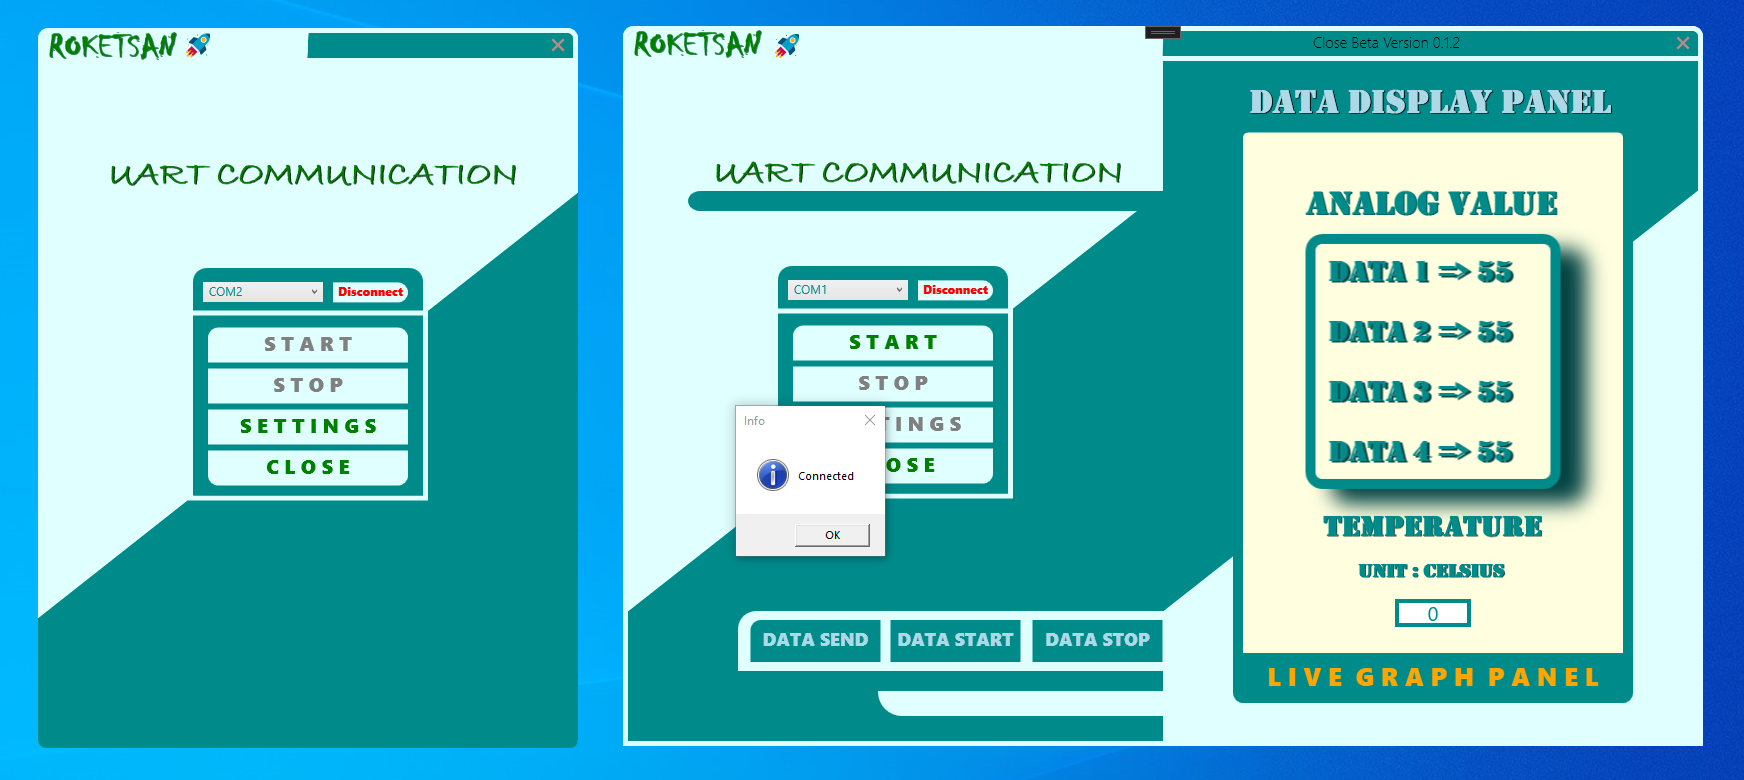 ROKETSAN
UART COMMUNICATION
COM2
Disconnect
START
STOP
SETTINGS
CLOSE
ROKETSAN
UART COMMUNICATION
COM1
Disconnect
START
STOP
TINGS
OSE
Info
Connected
OK
DATA SEND
DATA START
DATA STOP
Close Beta Version 0.1.2
DATA DISPLAY PANEL
ANALOG VALUE
DATA 1 => 55
DATA 2 => 55
DATA 3 => 55
DATA 4 => 55
TEMPERATURE
UNIT : CELSIUS
0
LIVE GRAPH PANEL